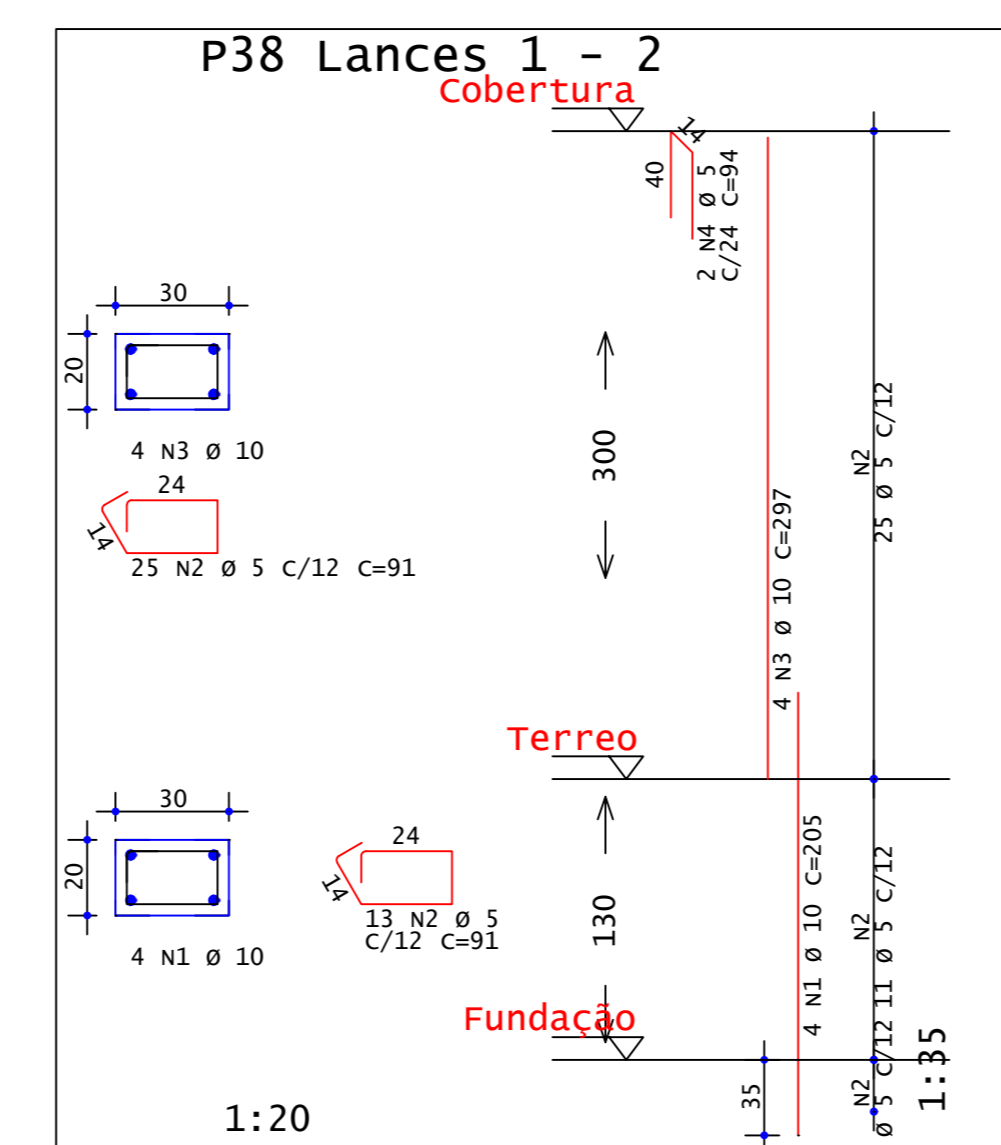 P38 Lances 1 - 2
Cobertura
14
40
2 N4 Ø 5
C/24 C=94
30
20
4 N3 Ø 10
24
14
25 N2 Ø 5 C/12 C=91
300
4 N3 Ø 10 C=297
N2
25 Ø 5 C/12
Terreo
30
20
4 N1 Ø 10
24
14
13 N2 Ø 5
C/12 C=91
130
4 N1 Ø 10 C=205
N2
11 Ø 5 C/12
Fundação
35
N2
Ø 5 C/12
1:35
1:20